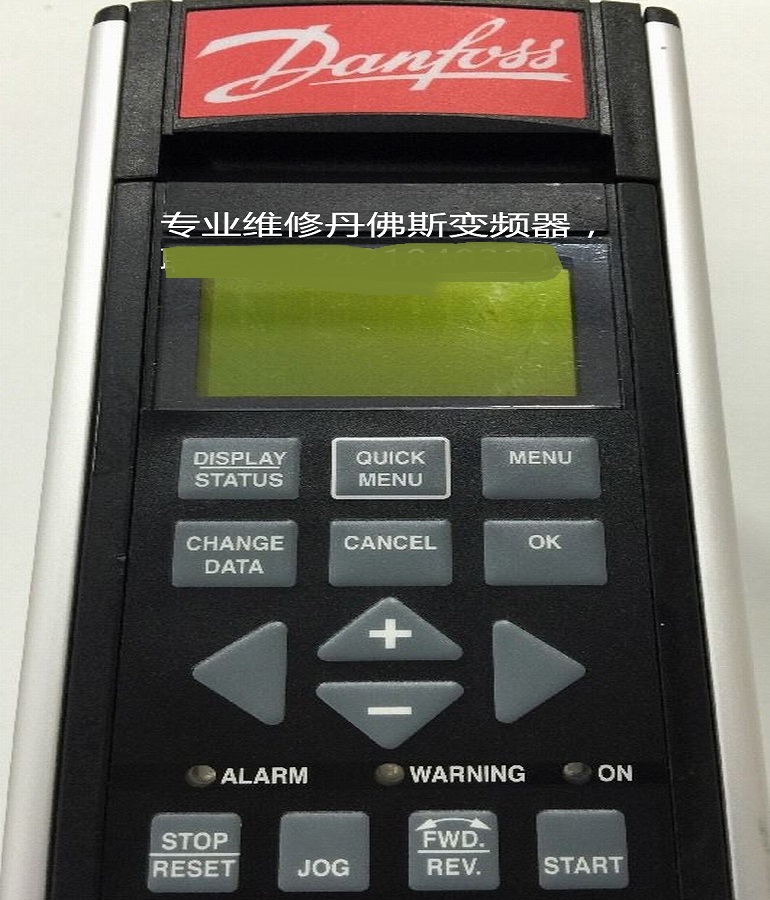 Danfoss
专业维修丹佛斯变频器，
DISPLAY
STATUS
QUICK
MENU
MENU
CHANGE
DATA
CANCEL
OK
+
−
ALARM
WARNING
ON
STOP
RESET
JOG
FWD.
REV.
START